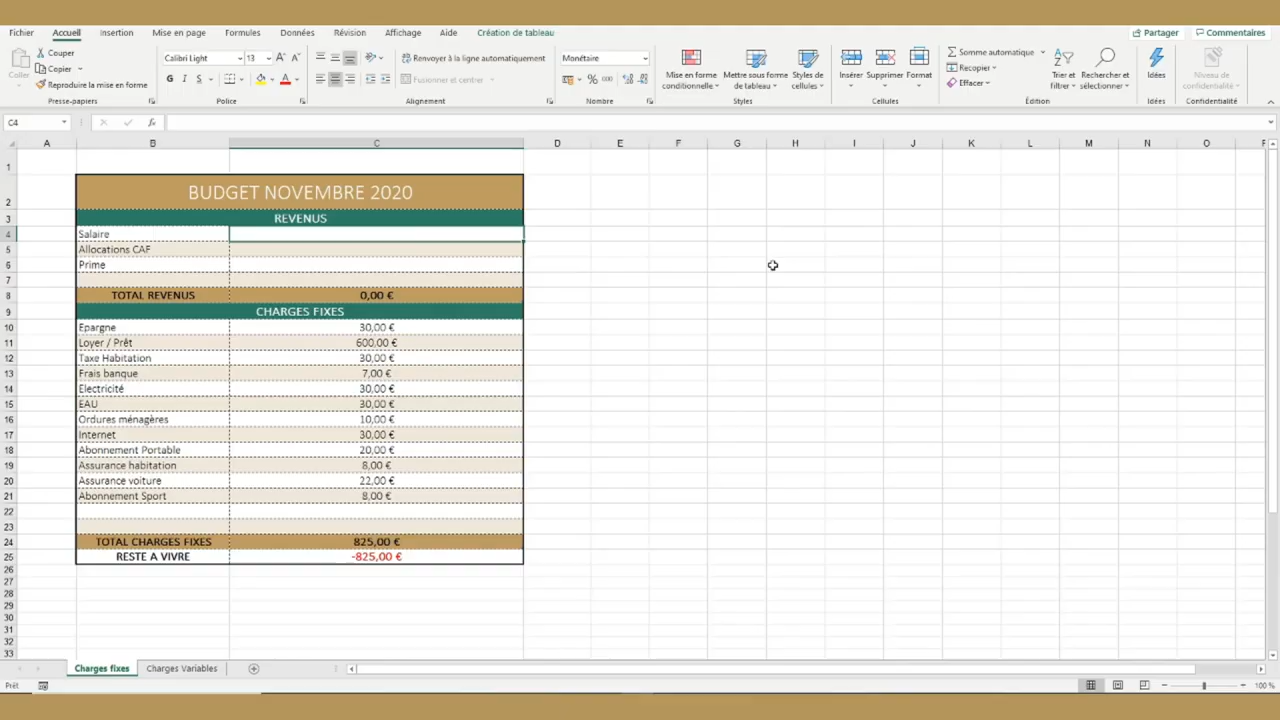 Fichier Accueil Insertion Mise en page Formules Données Révision Affichage Aide Création de tableau Partager Commentaires
Coller Couper Copier Reproduire la mise en forme
Calibri Light 13 A A
G I S A
Renvoyer à la ligne automatiquement
Fusionner et centrer
Monétaire
% 000
Mise en forme conditionnelle
Mettre sous forme de tableau
Styles de cellules
Insérer Supprimer Format
Somme automatique
Recopier
Effacer
Trier et filtrer
Rechercher et sélectionner
Idées
Niveau de confidentialité
Presse-papiers Police Alignement Nombre Styles Cellules Édition Idées Confidentialité
C4 fx
A B C D E F G H I J K L M N O P
1
2 BUDGET NOVEMBRE 2020
3 REVENUS
4 Salaire
5 Allocations CAF
6 Prime
7
8 TOTAL REVENUS 0,00 €
9 CHARGES FIXES
10 Epargne 30,00 €
11 Loyer / Prêt 600,00 €
12 Taxe Habitation 30,00 €
13 Frais banque 7,00 €
14 Electricité 30,00 €
15 EAU 30,00 €
16 Ordures ménagères 10,00 €
17 Internet 30,00 €
18 Abonnement Portable 20,00 €
19 Assurance habitation 8,00 €
20 Assurance voiture 22,00 €
21 Abonnement Sport 8,00 €
22
23
24 TOTAL CHARGES FIXES 825,00 €
25 RESTE A VIVRE -825,00 €
26
27
28
29
30
31
32
33
Charges fixes Charges Variables
Prêt 100 %